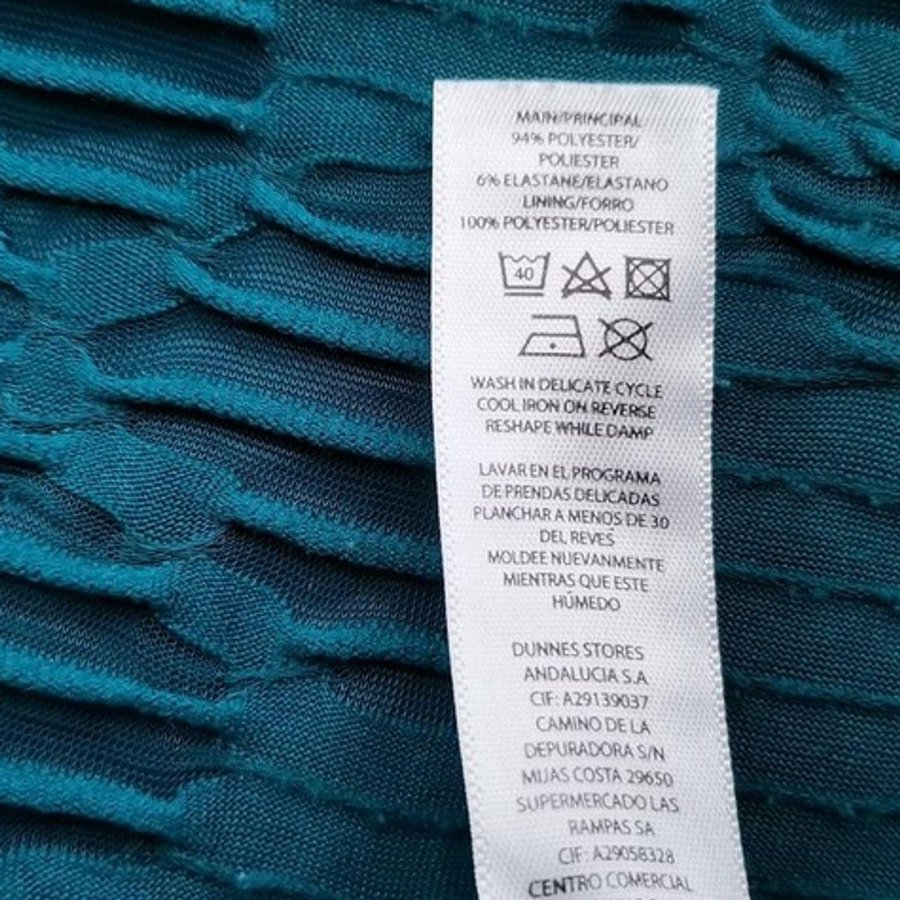 MAIN/PRINCIPAL
94% POLYESTER/
POLIESTER
6% ELASTANE/ELASTANO
LINING/FORRO
100% POLYESTER/POLIESTER
40
WASH IN DELICATE CYCLE
COOL IRON ON REVERSE
RESHAPE WHILE DAMP
LAVAR EN EL PROGRAMA
DE PRENDAS DELICADAS
PLANCHAR A MENOS DE 30
DEL REVES
MOLDEE NUEVANMENTE
MIENTRAS QUE ESTE
HÚMEDO
DUNNES STORES
ANDALUCIA S.A
CIF: A29139037
CAMINO DE LA
DEPURADORA S/N
MIJAS COSTA 29650
SUPERMERCADO LAS
RAMPAS SA
CIF: A29058328
CENTRO COMERCIAL